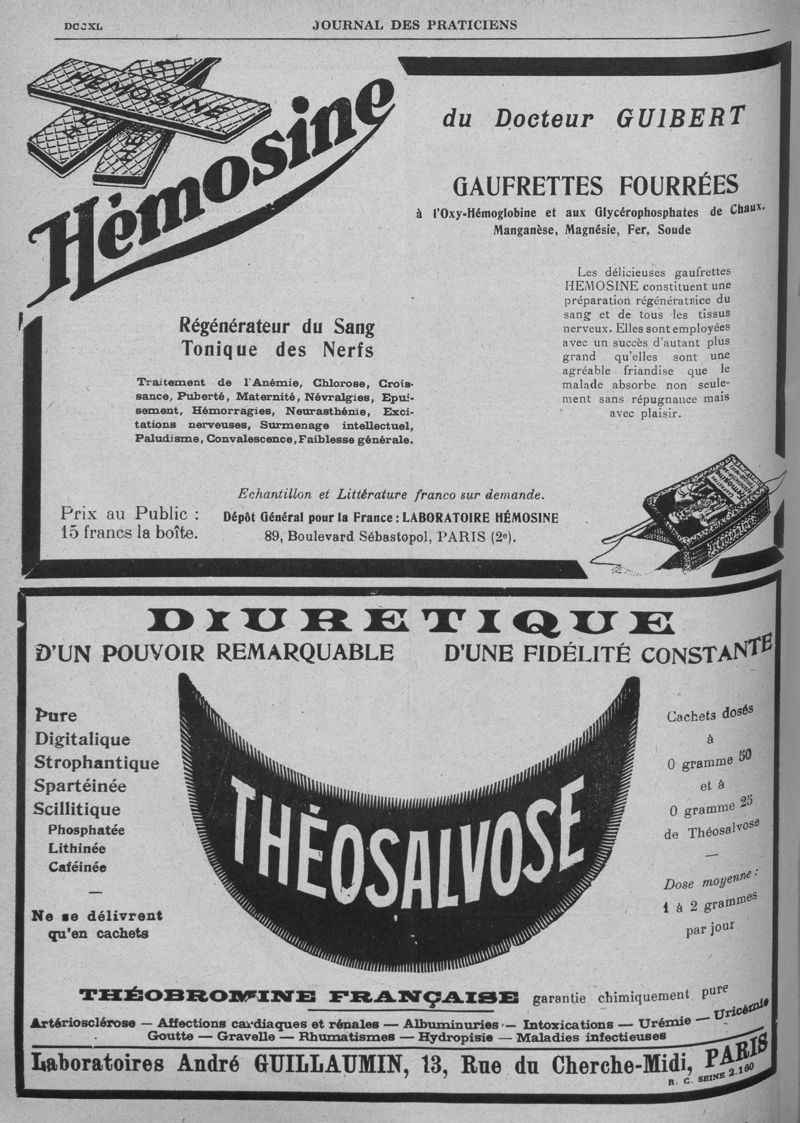 DCCXL
JOURNAL DES PRATICIENS
HEMOSINE
Hémosine
du Docteur GUIBERT
GAUFRETTES FOURRÉES
à l'Oxy-Hémoglobine et aux Glycérophosphates de Chaux.
Manganèse, Magnésie, Fer, Soude
Régénérateur du Sang
Tonique des Nerfs
Traitement de l'Anémie, Chlorose, Crois-
sance, Puberté, Maternité, Névralgies, Epui-
sement, Hémorragies, Neurasthénie, Exci-
tations nerveuses, Surmenage intellectuel,
Paludisme, Convalescence, Faiblesse générale.
Les délicieuses gaufrettes
HEMOSINE constituent une
préparation régénératrice du
sang et de tous les tissus
nerveux. Elles sont employées
avec un succès d'autant plus
grand qu'elles sont une
agréable friandise que le
malade absorbe non seule-
ment sans répugnance mais
avec plaisir.
Echantillon et Littérature franco sur demande.
Prix au Public :
15 francs la boîte.
Dépôt Général pour la France : LABORATOIRE HÉMOSINE
89, Boulevard Sébastopol, PARIS (2e).
DIURETIQUE
D'UN POUVOIR REMARQUABLE D'UNE FIDÉLITÉ CONSTANTE
Pure
Digitalique
Strophantique
Spartéinée
Scillitique
Phosphatée
Lithinée
Caféinée
—
Ne se délivrent
qu'en cachets
THÉOSALVOSE
Cachets dosés
à
0 gramme 50
et à
0 gramme 25
de Théosalvose
—
Dose moyenne :
1 à 2 grammes
par jour
THÉOBROMINE FRANÇAISE garantie chimiquement pure
Artériosclérose — Affections cardiaques et rénales — Albuminuries — Intoxications — Urémie — Uricémie
Goutte — Gravelle — Rhumatismes — Hydropisie — Maladies infectieuses
Laboratoires André GUILLAUMIN, 13, Rue du Cherche-Midi, PARIS
R. C. SEINE 2.160